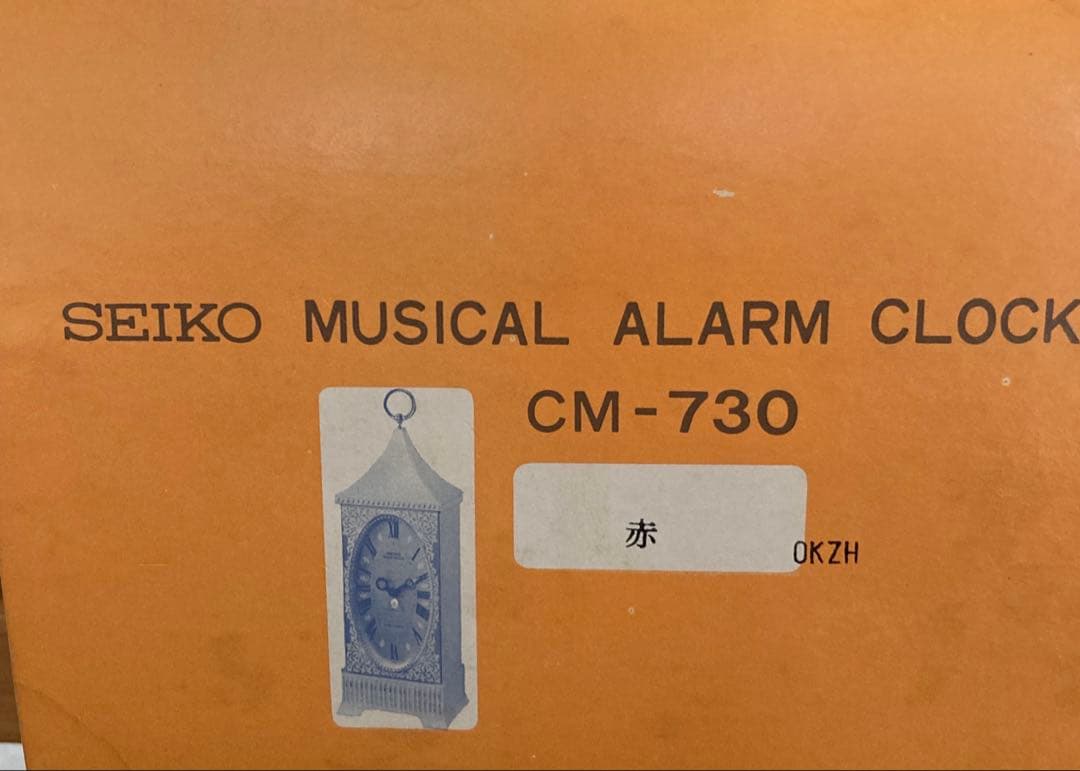 SEIKO MUSICAL ALARM CLOCK
CM-730
赤
OKZH